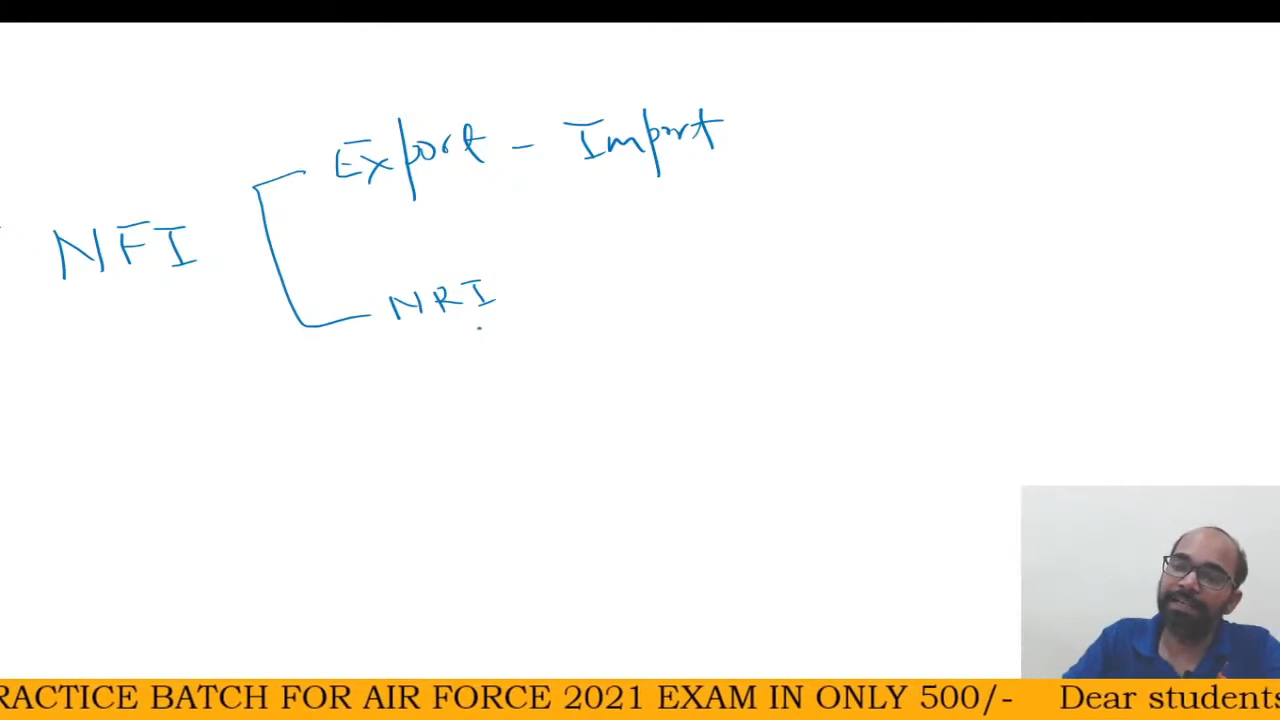 Export - Import
NFI
NRI
RACTICE BATCH FOR AIR FORCE 2021 EXAM IN ONLY 500/- Dear students